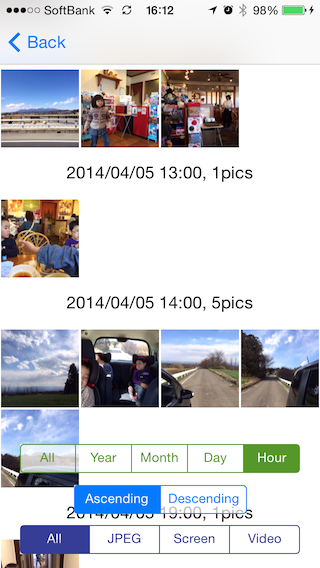 SoftBank 16:12 98%
Back
2014/04/05 13:00, 1pics
2014/04/05 14:00, 5pics
All Year Month Day Hour
Ascending Descending
2014/04/05 19:00, 1pics
All JPEG Screen Video